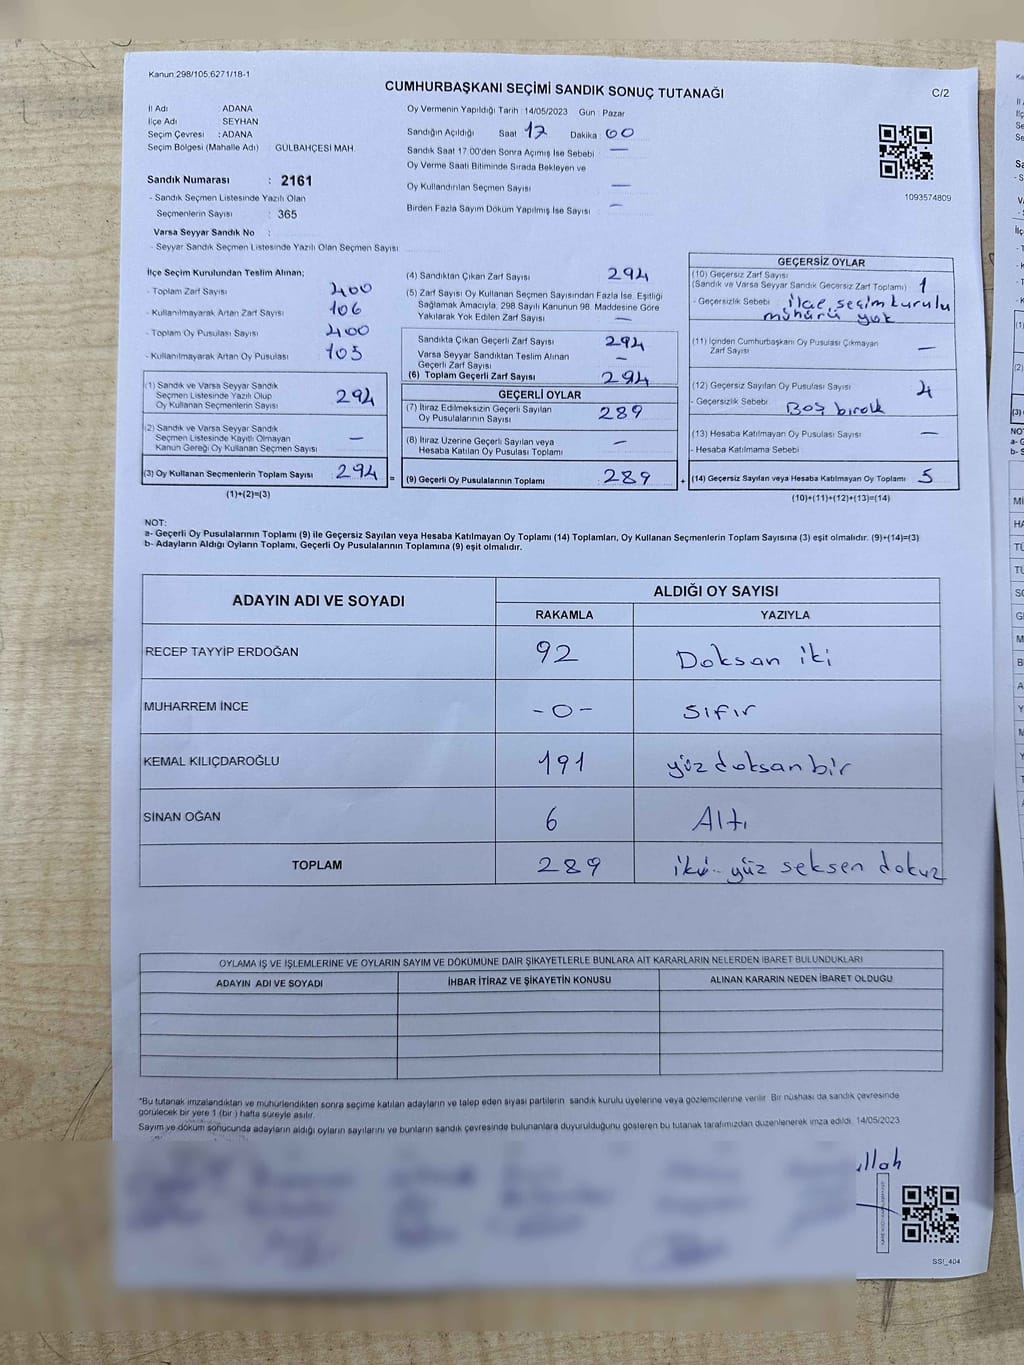 Kanun 298/105,6271/18-1
CUMHURBAŞKANI SEÇİMİ SANDIK SONUÇ TUTANAĞI
C/2
İl Adı : ADANA
İlçe Adı SEYHAN
Seçim Çevresi : ADANA
Seçim Bölgesi (Mahalle Adı) GÜLBAHÇESİ MAH.
Oy Vermenin Yapıldığı Tarih : 14/05/2023 Gün : Pazar
Sandığın Açıldığı Saat 17 Dakika 00
Sandık Saat 17:00'den Sonra Açımış İse Sebebi —
Oy Verme Saati Bitiminde Sırada Bekleyen ve
Oy Kullandırılan Seçmen Sayısı —
Birden Fazla Sayım Döküm Yapılmış İse Sayısı : —
1093574809
Sandık Numarası : 2161
- Sandık Seçmen Listesinde Yazılı Olan
Seçmenlerin Sayısı : 365
Varsa Seyyar Sandık No :
- Seyyar Sandık Seçmen Listesinde Yazılı Olan Seçmen Sayısı
İlçe Seçim Kurulundan Teslim Alınan;
- Toplam Zarf Sayısı 400
- Kullanılmayarak Artan Zarf Sayısı 106
- Toplam Oy Pusulası Sayısı 400
- Kullanılmayarak Artan Oy Pusulası 105
(1) Sandık ve Varsa Seyyar Sandık
Seçmen Listesinde Yazılı Olup
Oy Kullanan Seçmenlerin Sayısı 294
(2) Sandık ve Varsa Seyyar Sandık
Seçmen Listesinde Kayıtlı Olmayan
Kanun Gereği Oy Kullanan Seçmen Sayısı —
(3) Oy Kullanan Seçmenlerin Toplam Sayısı 294 =
(1)+(2)=(3)
(4) Sandıktan Çıkan Zarf Sayısı 294
(5) Zarf Sayısı Oy Kullanan Seçmen Sayısından Fazla İse, Eşitliği
Sağlamak Amacıyla, 298 Sayılı Kanunun 98. Maddesine Göre
Yakılarak Yok Edilen Zarf Sayısı —
Sandıkta Çıkan Geçerli Zarf Sayısı 294
Varsa Seyyar Sandıktan Teslim Alınan
Geçerli Zarf Sayısı —
(6) Toplam Geçerli Zarf Sayısı 294
GEÇERLİ OYLAR
(7) İtiraz Edilmeksizin Geçerli Sayılan
Oy Pusulalarının Sayısı 289
(8) İtiraz Üzerine Geçerli Sayılan veya
Hesaba Katılan Oy Pusulası Toplamı —
(9) Geçerli Oy Pusulalarının Toplamı 289 +
GEÇERSİZ OYLAR
(10) Geçersiz Zarf Sayısı
(Sandık ve Varsa Seyyar Sandık Geçersiz Zarf Toplamı) 1
- Geçersizlik Sebebi : ilçe seçim kurulu
mühürü yok
(11) İçinden Cumhurbaşkanı Oy Pusulası Çıkmayan
Zarf Sayısı —
(12) Geçersiz Sayılan Oy Pusulası Sayısı 4
- Geçersizlik Sebebi Boş bırak
(13) Hesaba Katılmayan Oy Pusulası Sayısı —
- Hesaba Katılmama Sebebi
(14) Geçersiz Sayılan veya Hesaba Katılmayan Oy Toplamı 5
(10)+(11)+(12)+(13)=(14)
NOT:
a- Geçerli Oy Pusulalarının Toplamı (9) ile Geçersiz Sayılan veya Hesaba Katılmayan Oy Toplamı (14) Toplamları, Oy Kullanan Seçmenlerin Toplam Sayısına (3) eşit olmalıdır. (9)+(14)=(3)
b- Adayların Aldığı Oyların Toplamı, Geçerli Oy Pusulalarının Toplamına (9) eşit olmalıdır.
ADAYIN ADI VE SOYADI
ALDIĞI OY SAYISI
RAKAMLA YAZIYLA
RECEP TAYYİP ERDOĞAN 92 Doksan iki
MUHARREM İNCE -0- sıfır
KEMAL KILIÇDAROĞLU 191 yüz doksan bir
SİNAN OĞAN 6 Altı
TOPLAM 289 iki yüz seksen dokuz
OYLAMA İŞ VE İŞLEMLERİNE VE OYLARIN SAYIM VE DÖKÜMÜNE DAİR ŞİKAYETLERLE BUNLARA AİT KARARLARIN NELERDEN İBARET BULUNDUKLARI
ADAYIN ADI VE SOYADI İHBAR İTİRAZ VE ŞİKAYETİN KONUSU ALINAN KARARIN NEDEN İBARET OLDUĞU
*Bu tutanak imzalandıktan ve mühürlendikten sonra seçime katılan adayların ve talep eden siyasi partilerin sandık kurulu üyelerine veya gözlemcilerine verilir. Bir nüshası da sandık çevresinde
görülecek bir yere 1 (bir ) hafta süreyle asılır.
Sayım ve döküm sonucunda adayların aldığı oyların sayılarını ve bunların sandık çevresinde bulunanlara duyurulduğunu gösteren bu tutanak tarafımızdan düzenlenerek imza edildi. 14/05/2023
ullah
SSI_404